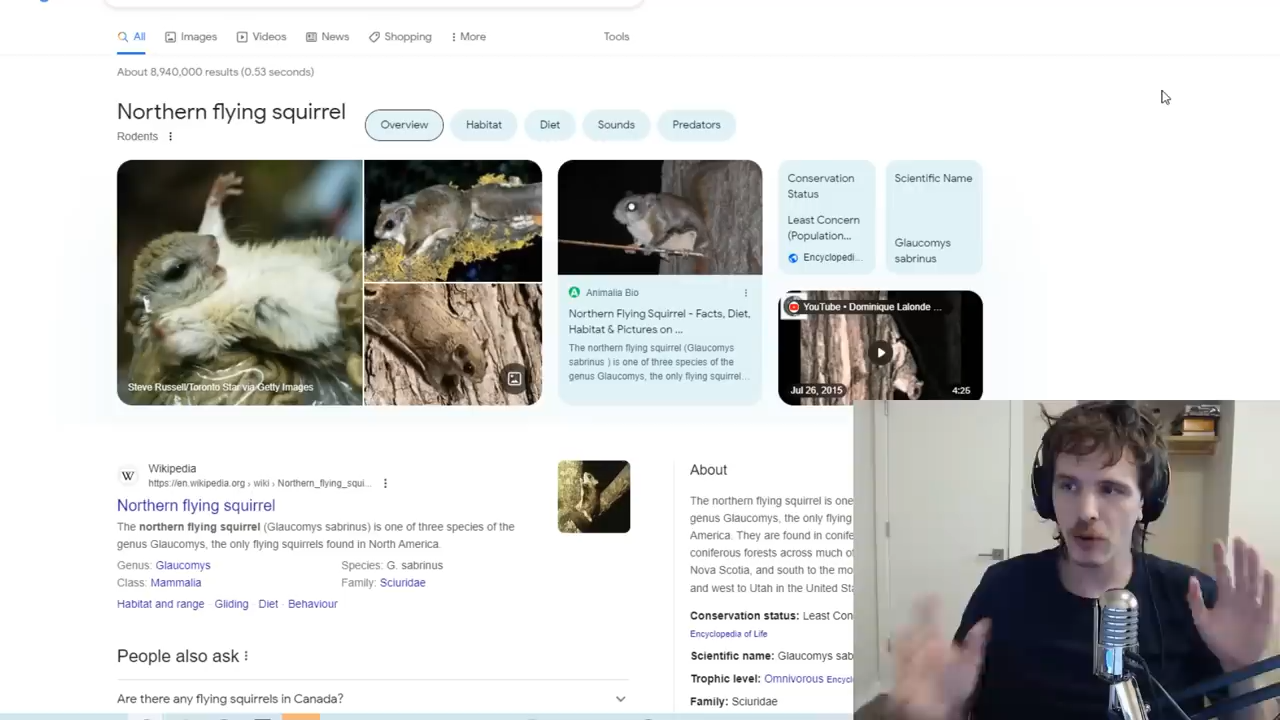 All
Images
Videos
News
Shopping
More
Tools
About 8,940,000 results (0.53 seconds)
Northern flying squirrel
Rodents
Overview
Habitat
Diet
Sounds
Predators
Steve Russell/Toronto Star via Getty Images
Animalia Bio
Northern Flying Squirrel - Facts, Diet,
Habitat & Pictures on ...
The northern flying squirrel (Glaucomys
sabrinus ) is one of three species of the
genus Glaucomys, the only flying squirrel...
Conservation
Status
Least Concern
(Population...
Encyclopedi...
Scientific Name
Glaucomys
sabrinus
YouTube • Dominique Lalonde ...
Jul 26, 2015
4:25
W
Wikipedia
https://en.wikipedia.org › wiki › Northern_flying_squi...
Northern flying squirrel
The northern flying squirrel (Glaucomys sabrinus) is one of three species of the
genus Glaucomys, the only flying squirrels found in North America.
Genus: Glaucomys
Species: G. sabrinus
Class: Mammalia
Family: Sciuridae
Habitat and range · Gliding · Diet · Behaviour
People also ask
Are there any flying squirrels in Canada?
About
The northern flying squirrel is one
genus Glaucomys, the only flying
America. They are found in conife
coniferous forests across much of
Nova Scotia, and south to the mo
and west to Utah in the United Sta
Conservation status: Least Con
Encyclopedia of Life
Scientific name: Glaucomys sab
Trophic level: Omnivorous Encycl
Family: Sciuridae